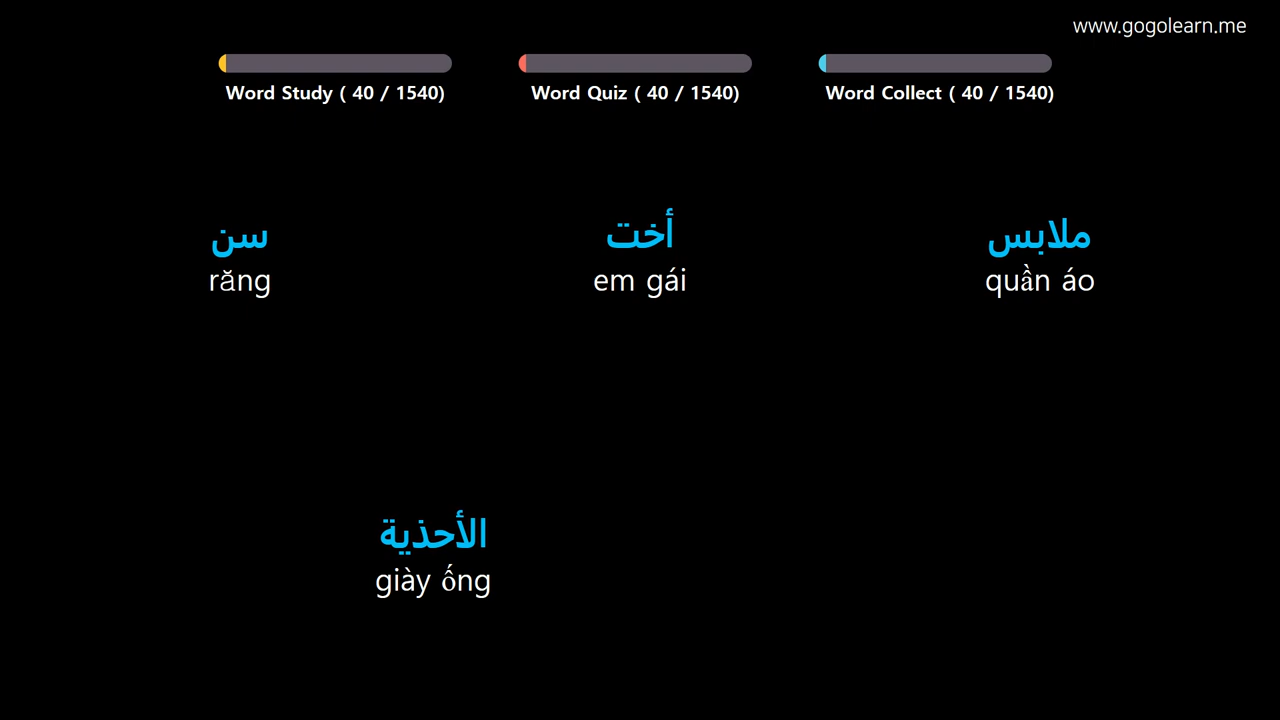 www.gogolearn.me
Word Study ( 40 / 1540)
Word Quiz ( 40 / 1540)
Word Collect ( 40 / 1540)
سن
răng
أخت
em gái
ملابس
quần áo
الأحذية
giày ống